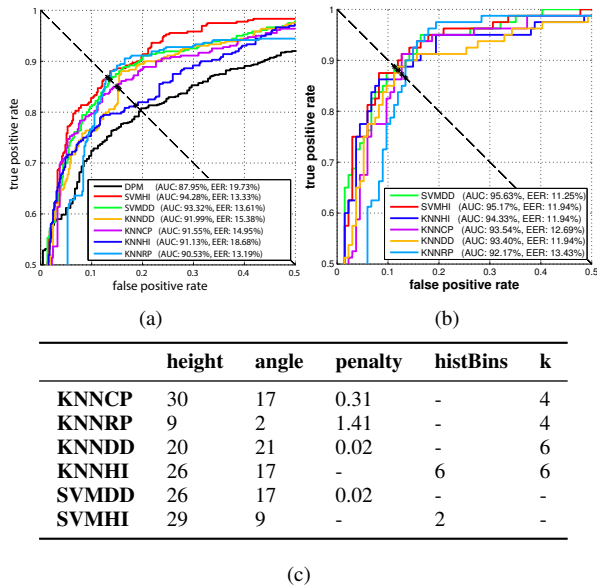 1
0.9
0.8
0.7
0.6
0.5
0
0.1
0.2
0.3
0.4
0.5
true positive rate
false positive rate
DPM (AUC: 87.95%, EER: 19.73%)
SVMHI (AUC: 94.28%, EER: 13.33%)
SVMDD (AUC: 93.32%, EER: 13.61%)
KNNDD (AUC: 91.99%, EER: 15.38%)
KNNCP (AUC: 91.55%, EER: 14.95%)
KNNHI (AUC: 91.13%, EER: 18.68%)
KNNRP (AUC: 90.53%, EER: 13.19%)
(a)
1
0.9
0.8
0.7
0.6
0.5
0
0.1
0.2
0.3
0.4
0.5
true positive rate
false positive rate
SVMDD (AUC: 95.63%, EER: 11.25%)
SVMHI (AUC: 95.17%, EER: 11.94%)
KNNHI (AUC: 94.33%, EER: 11.94%)
KNNCP (AUC: 93.54%, EER: 12.69%)
KNNDD (AUC: 93.40%, EER: 11.94%)
KNNRP (AUC: 92.17%, EER: 13.43%)
(b)
height angle penalty histBins k
KNNCP 30 17 0.31 - 4
KNNRP 9 2 1.41 - 4
KNNDD 20 21 0.02 - 6
KNNHI 26 17 - 6 6
SVMDD 26 17 0.02 - -
SVMHI 29 9 - 2 -
(c)